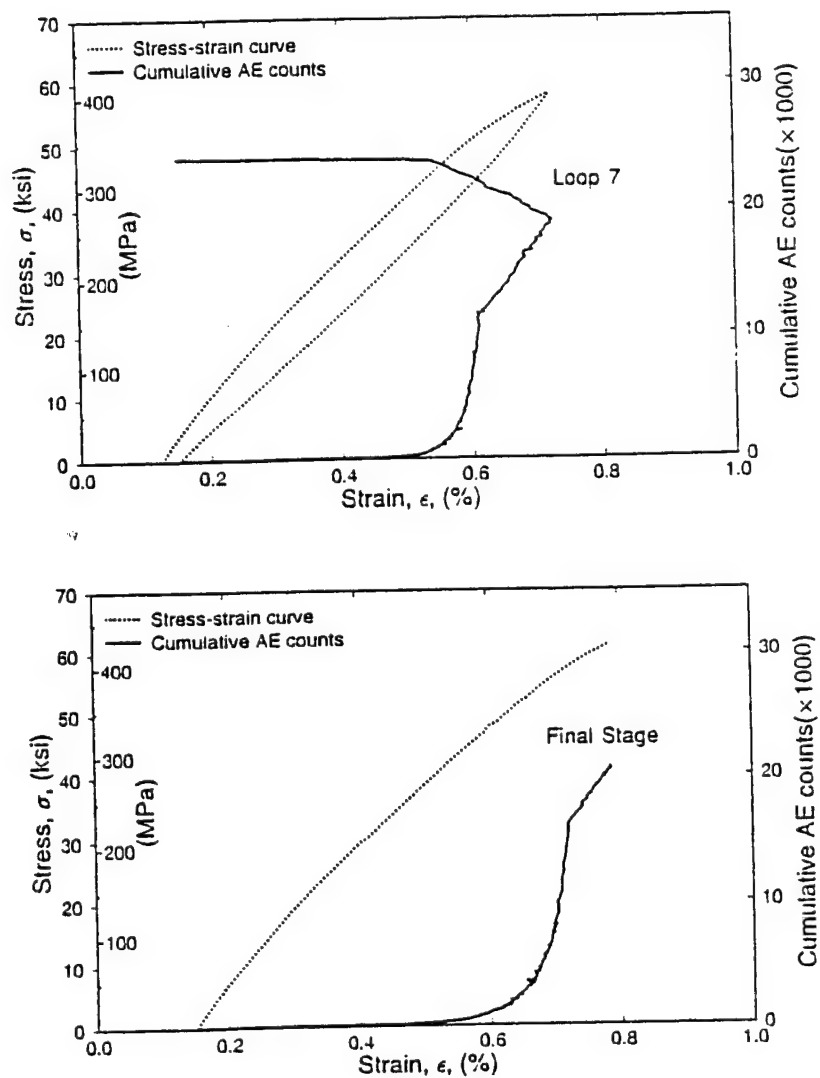 70
60
50
40
30
20
10
0
Stress, σ, (ksi)
400
300
200
100
(MPa)
Stress-strain curve
Cumulative AE counts
Loop 7
30
20
10
0
Cumulative AE counts(×1000)
0.0 0.2 0.4 0.6 0.8 1.0
Strain, ϵ, (%)
70
60
50
40
30
20
10
0
Stress, σ, (ksi)
400
300
200
100
(MPa)
Stress-strain curve
Cumulative AE counts
Final Stage
30
20
10
0
Cumulative AE counts(×1000)
0.0 0.2 0.4 0.6 0.8 1.0
Strain, ϵ, (%)